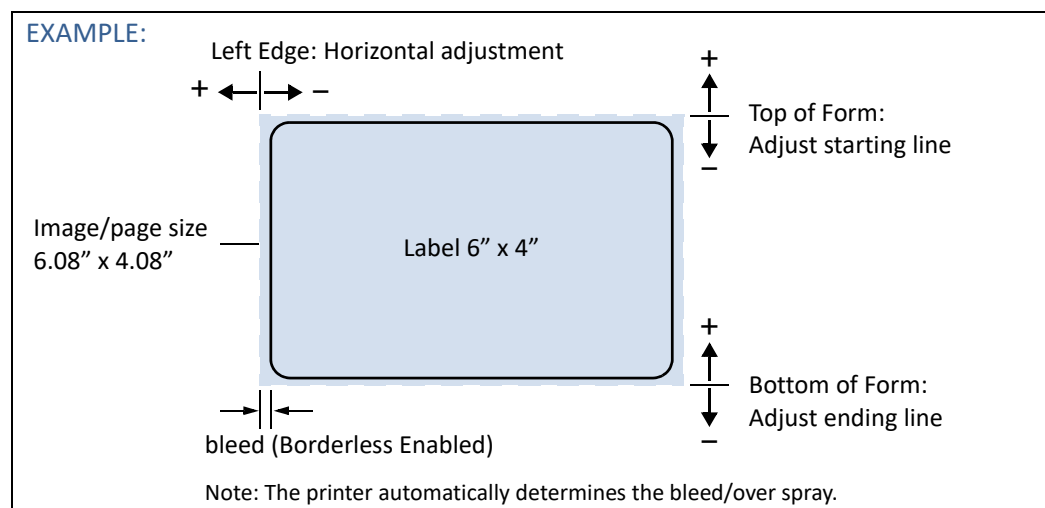 EXAMPLE:
Left Edge: Horizontal adjustment
+ −
+
Top of Form:
Adjust starting line
−
Image/page size
6.08” x 4.08”
Label 6” x 4”
+
Bottom of Form:
Adjust ending line
−
bleed (Borderless Enabled)
Note: The printer automatically determines the bleed/over spray.